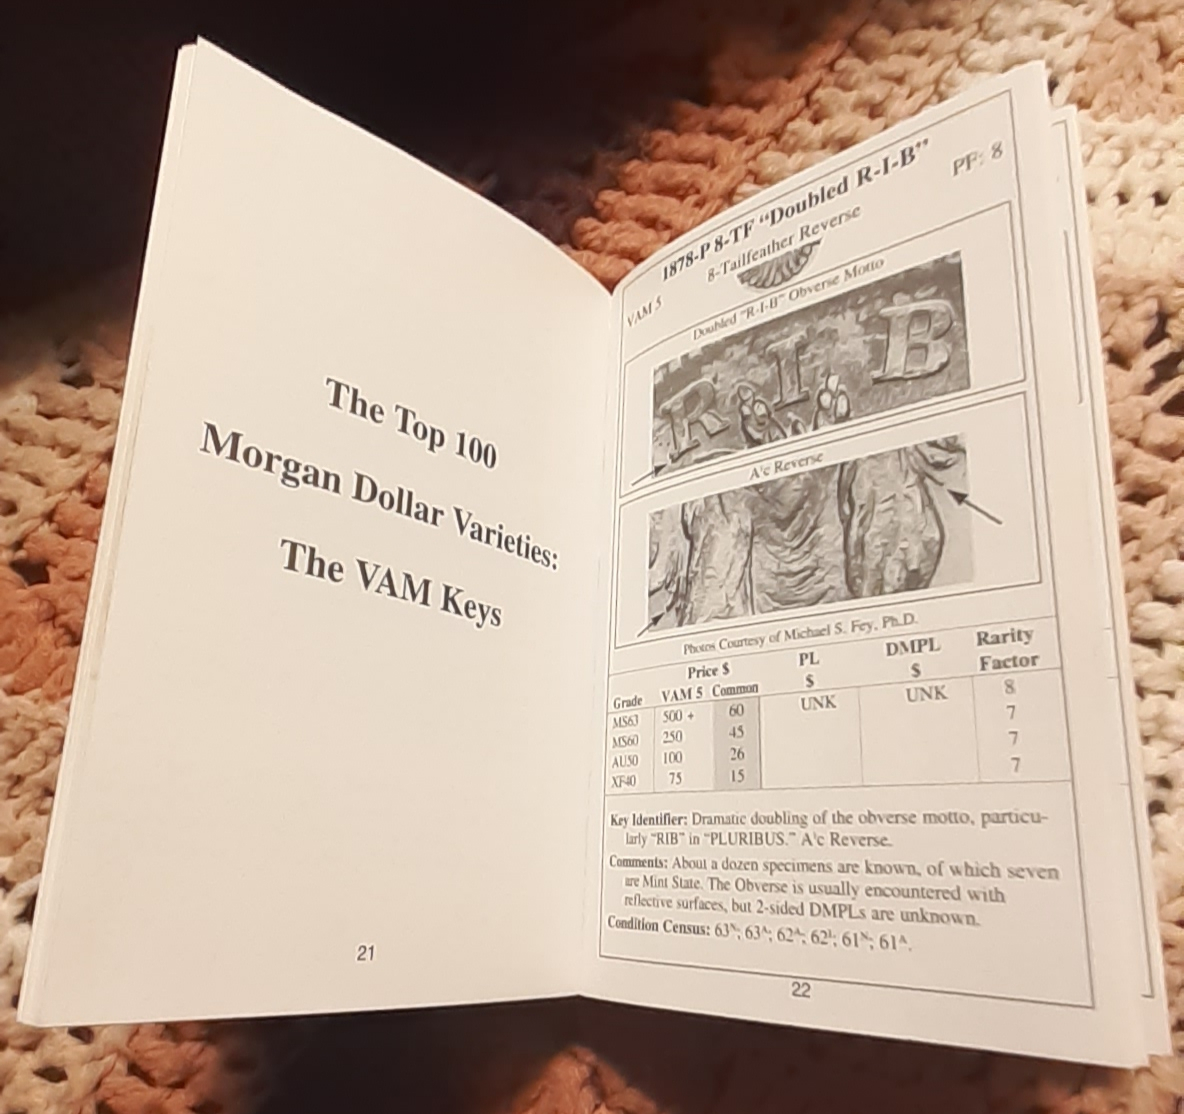 The Top 100
Morgan Dollar Varieties:
The VAM Keys
21
1878-P 8-TF “Doubled R-I-B”
PF: 8
8-Tailfeather Reverse
VAM 5
Doubled “R-I-B” Obverse Motto
R I B
A'c Reverse
Photos Courtesy of Michael S. Fey, Ph.D.
Price $ PL DMPL Rarity
Grade VAM 5 Common $ $ Factor
MS63 500 + 60 UNK UNK 8
MS60 250 45 7
AU50 100 26 7
XF40 75 15 7
Key Identifier: Dramatic doubling of the obverse motto, particu-
larly “RIB” in “PLURIBUS.” A'c Reverse.
Comments: About a dozen specimens are known, of which seven
are Mint State. The Obverse is usually encountered with
reflective surfaces, but 2-sided DMPLs are unknown.
Condition Census: 63ᴺ; 63ᴬ; 62ᴬ; 62ᴵ; 61ᴺ; 61ᴬ.
22